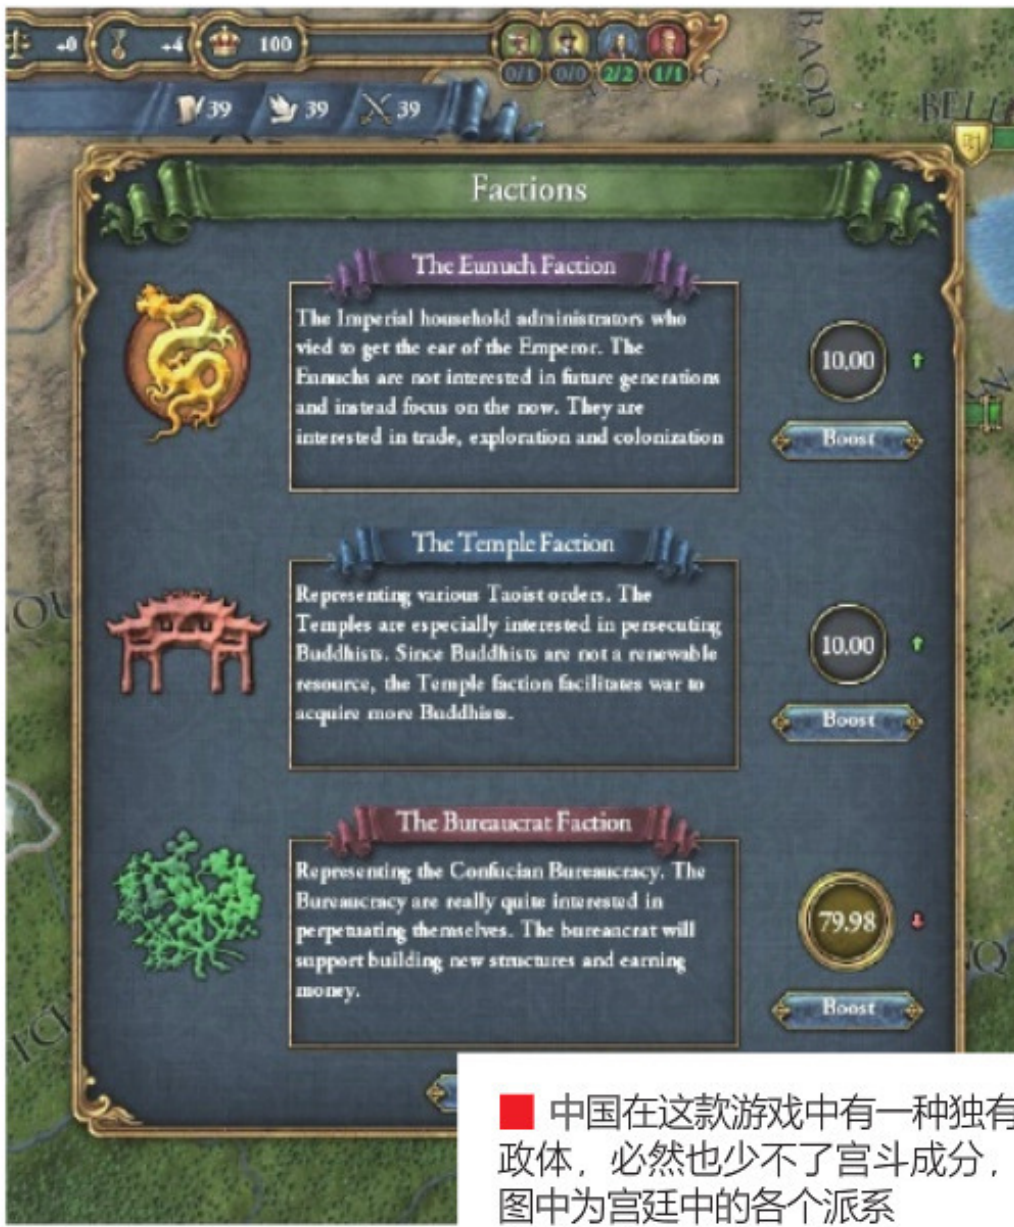 +0
+4
100
0/1
0/0
2/2
1/1
39
39
39
BAODI
Factions
The Eunuch Faction
The Imperial household administrators who
vied to get the ear of the Emperor. The
Eunuchs are not interested in future generations
and instead focus on the now. They are
interested in trade, exploration and colonization
10.00
Boost
The Temple Faction
Representing various Taoist orders. The
Temples are especially interested in persecuting
Buddhists. Since Buddhists are not a renewable
resource, the Temple faction facilitates war to
acquire more Buddhists.
10.00
Boost
The Bureaucrat Faction
Representing the Confucian Bureaucracy. The
Bureaucracy are really quite interested in
perpetuating themselves. The bureaucrat will
support building new structures and earning
money.
79.98
Boost
中国在这款游戏中有一种独有
政体，必然也少不了宫斗成分，
图中为宫廷中的各个派系